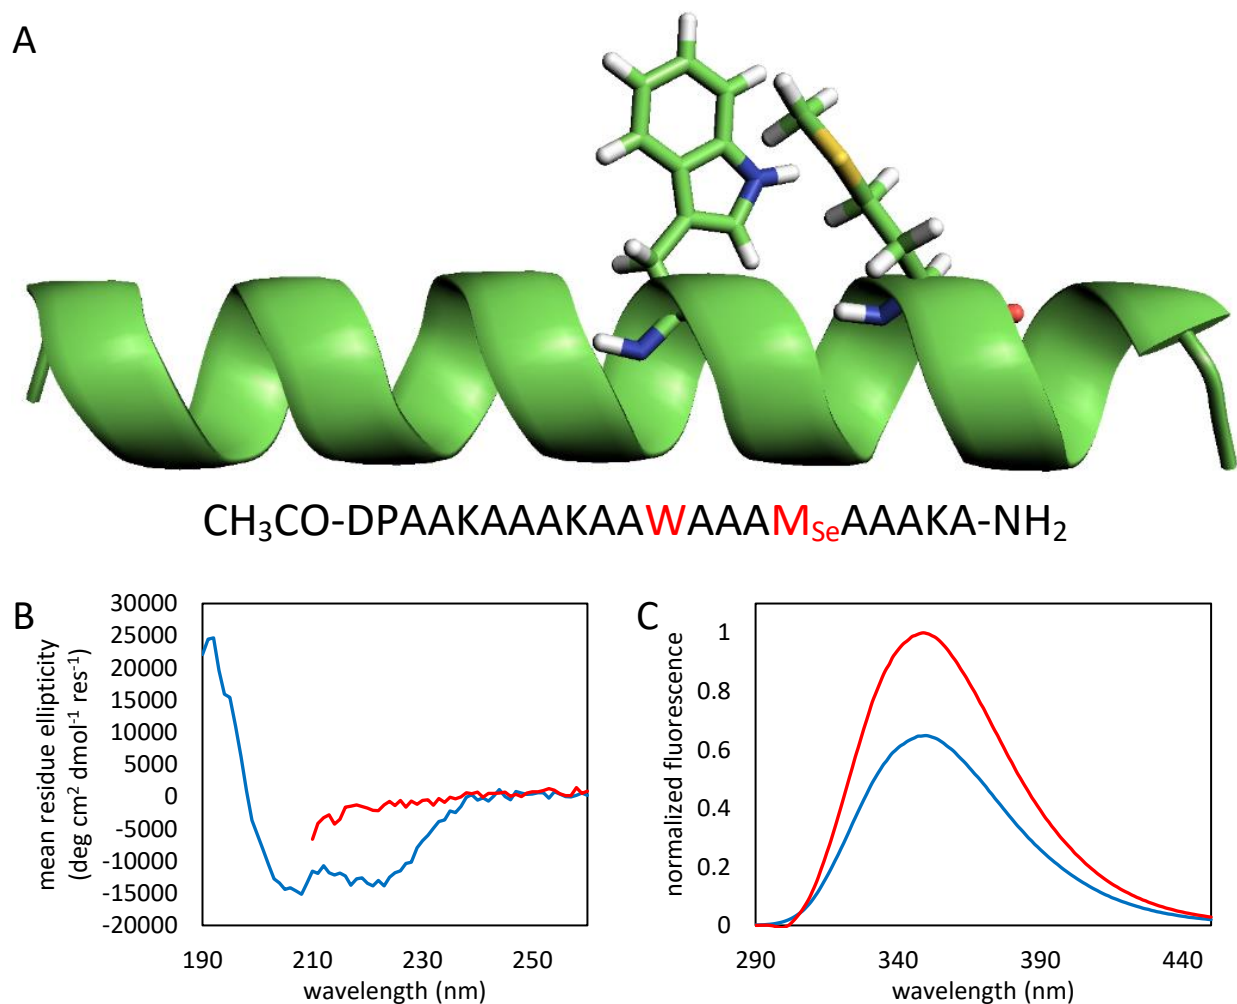 A
CH₃CO-DPAAKAAAKAAWAAAM_SeAAAKA-NH₂
B
mean residue ellipticity
(deg cm² dmol⁻¹ res⁻¹)
30000
25000
20000
15000
10000
5000
0
-5000
-10000
-15000
-20000
190
210
230
250
wavelength (nm)
C
normalized fluorescence
1
0.8
0.6
0.4
0.2
0
290
340
390
440
wavelength (nm)